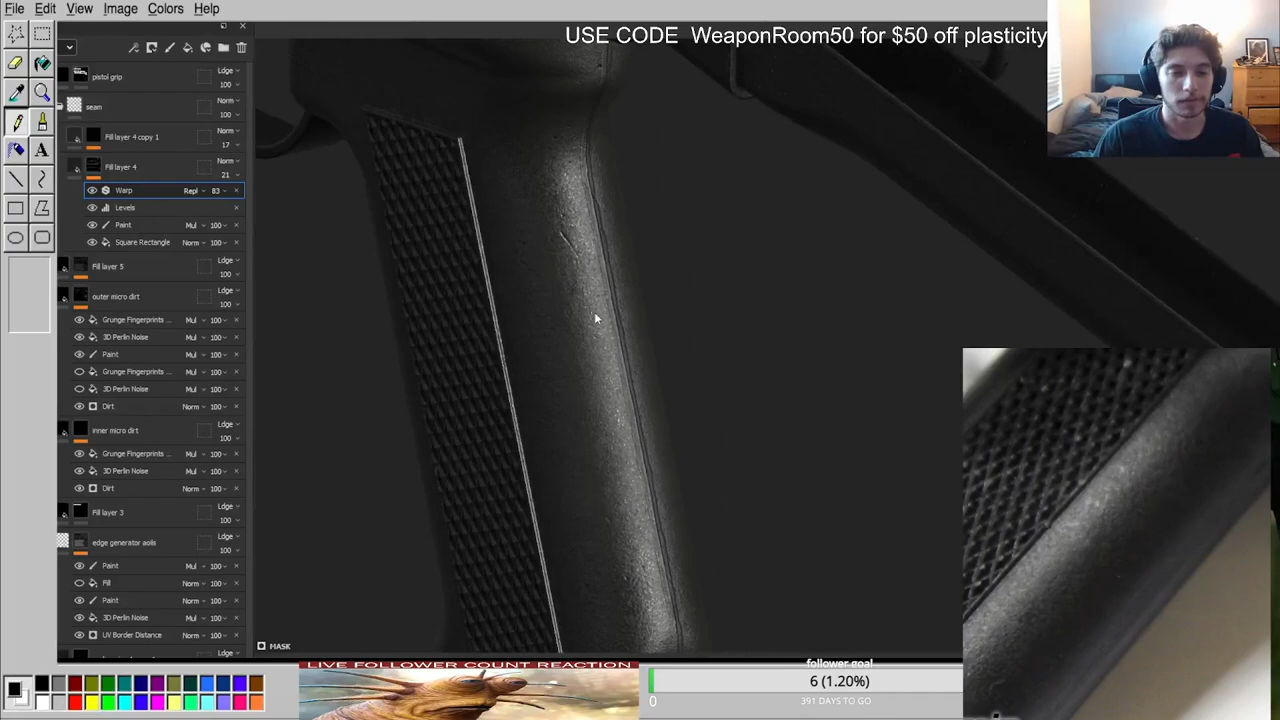 File Edit View Image Colors Help
USE CODE WeaponRoom50 for $50 off plasticity
Ldge
pistol grip
100
Norm
seam
100
Norm
Fill layer 4 copy 1
17
Norm
Fill layer 4
21
Warp Repl 83
Levels
Paint Mul 100
Square Rectangle Norm 100
Ldge
Fill layer 5
100
Ldge
outer micro dirt
100
Grunge Fingerprints ... Mul 100
3D Perlin Noise Mul 100
Paint Mul 100
Grunge Fingerprints ... Mul 100
3D Perlin Noise Mul 100
Dirt Norm 100
Ldge
inner micro dirt
100
Grunge Fingerprints ... Mul 100
3D Perlin Noise Mul 100
Dirt Norm 100
Ldge
Fill layer 3
100
Ldge
edge generator aolis
100
Paint Mul 100
Fill Norm 100
Paint Norm 100
3D Perlin Noise Mul 100
UV Border Distance Norm 100
Ldge
MASK
LIVE FOLLOWER COUNT REACTION
follower goal
6 (1.20%)
0
391 DAYS TO GO
A